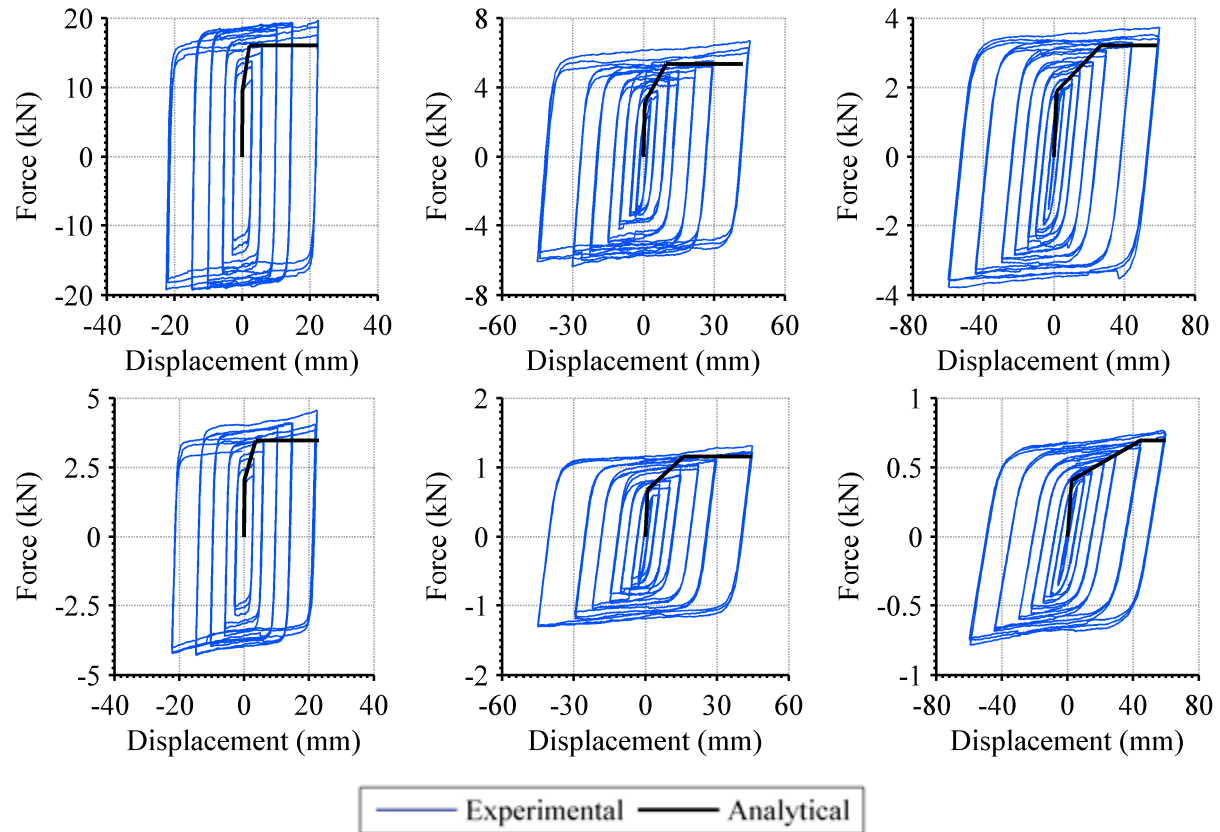 20
10
0
-10
-20
-40 -20 0 20 40
Force (kN)
Displacement (mm)
8
4
0
-4
-8
-60 -30 0 30 60
Force (kN)
Displacement (mm)
4
2
0
-2
-4
-80 -40 0 40 80
Force (kN)
Displacement (mm)
5
2.5
0
-2.5
-5
-40 -20 0 20 40
Force (kN)
Displacement (mm)
2
1
0
-1
-2
-60 -30 0 30 60
Force (kN)
Displacement (mm)
1
0.5
0
-0.5
-1
-80 -40 0 40 80
Force (kN)
Displacement (mm)
Experimental Analytical